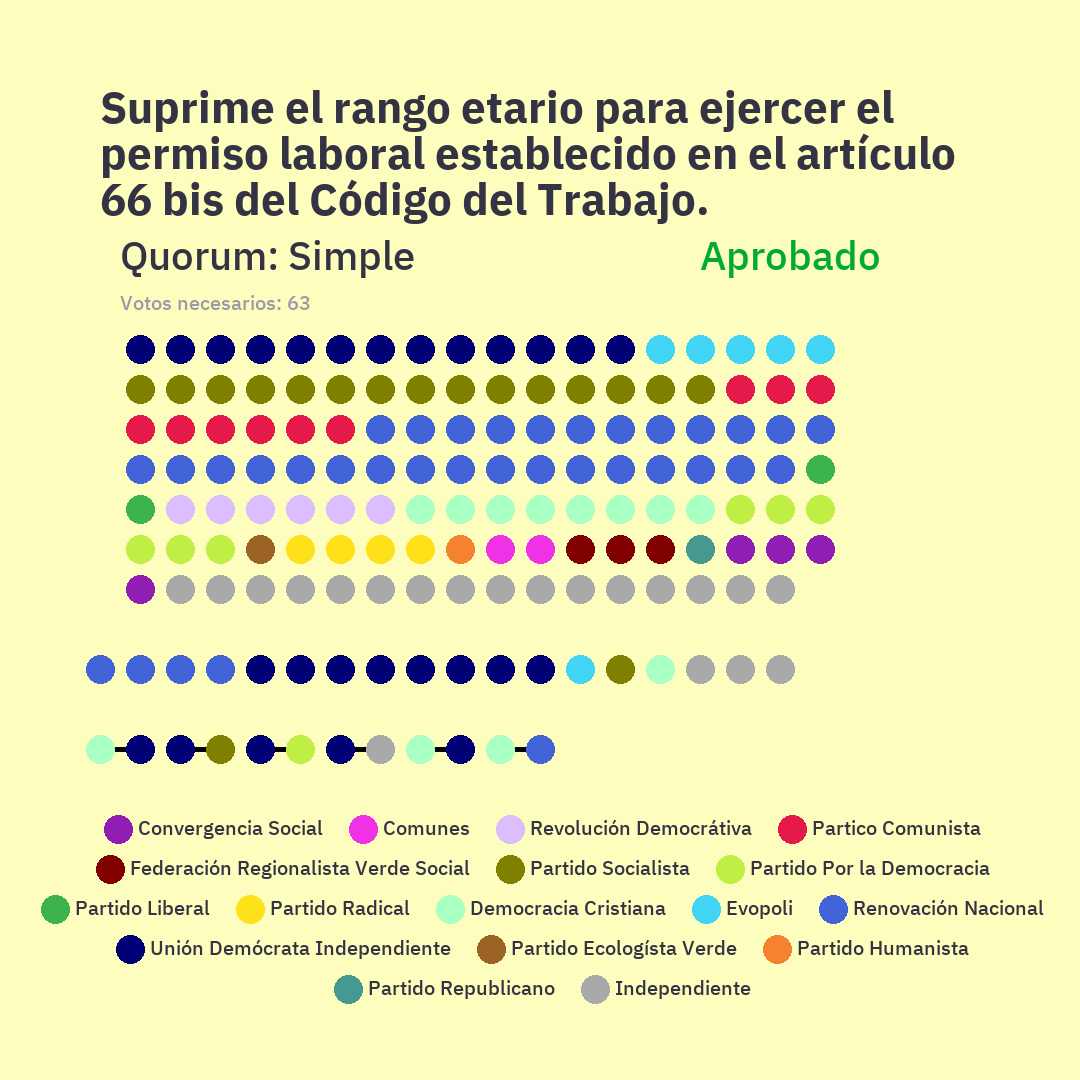 Suprime el rango etario para ejercer el
permiso laboral establecido en el artículo
66 bis del Código del Trabajo.
Quorum: Simple Aprobado
Votos necesarios: 63
Convergencia Social Comunes Revolución Democrátiva Partico Comunista
Federación Regionalista Verde Social Partido Socialista Partido Por la Democracia
Partido Liberal Partido Radical Democracia Cristiana Evopoli Renovación Nacional
Unión Demócrata Independiente Partido Ecologísta Verde Partido Humanista
Partido Republicano Independiente